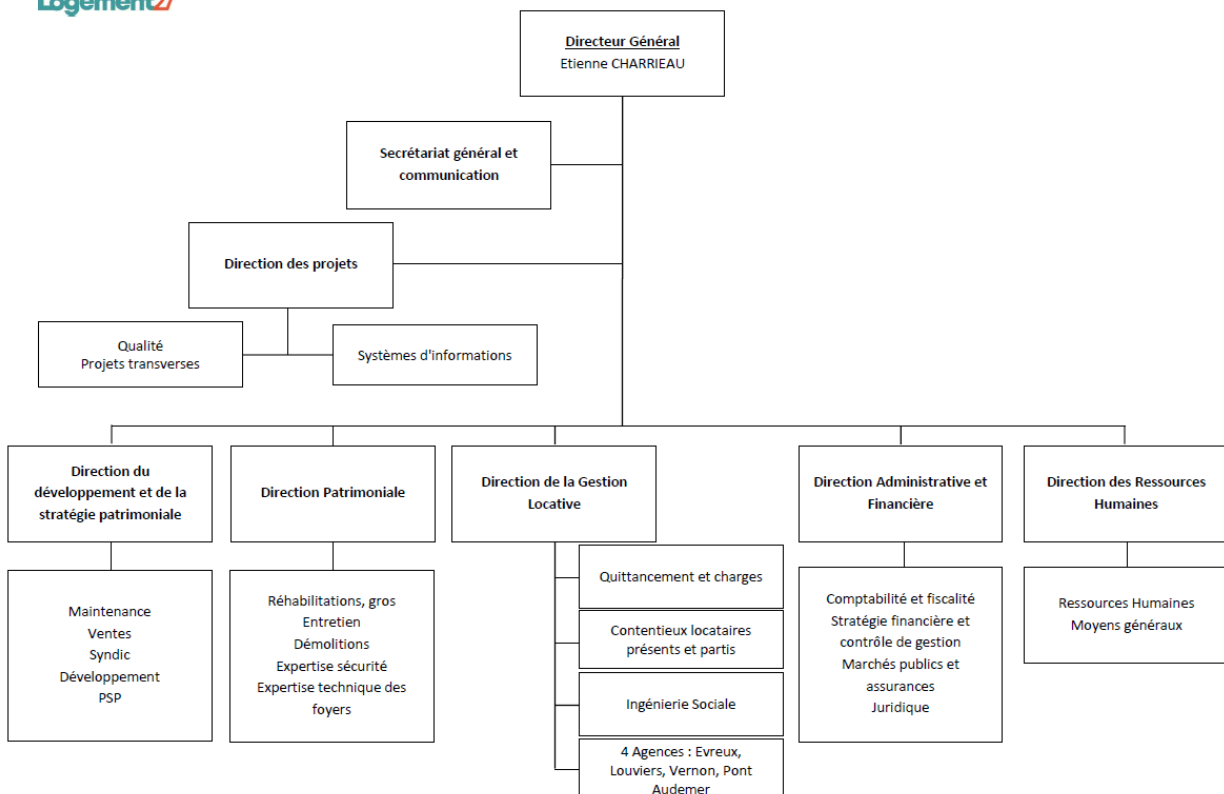 Logement27
Directeur Général
Etienne CHARRIEAU
Secrétariat général et
communication
Direction des projets
Qualité
Projets transverses
Systèmes d'informations
Direction du
développement et de la
stratégie patrimoniale
Direction Patrimoniale
Direction de la Gestion
Locative
Direction Administrative et
Financière
Direction des Ressources
Humaines
Maintenance
Ventes
Syndic
Développement
PSP
Réhabilitations, gros
Entretien
Démolitions
Expertise sécurité
Expertise technique des
foyers
Quittancement et charges
Contentieux locataires
présents et partis
Ingénierie Sociale
4 Agences : Evreux,
Louviers, Vernon, Pont
Audemer
Comptabilité et fiscalité
Stratégie financière et
contrôle de gestion
Marchés publics et
assurances
Juridique
Ressources Humaines
Moyens généraux